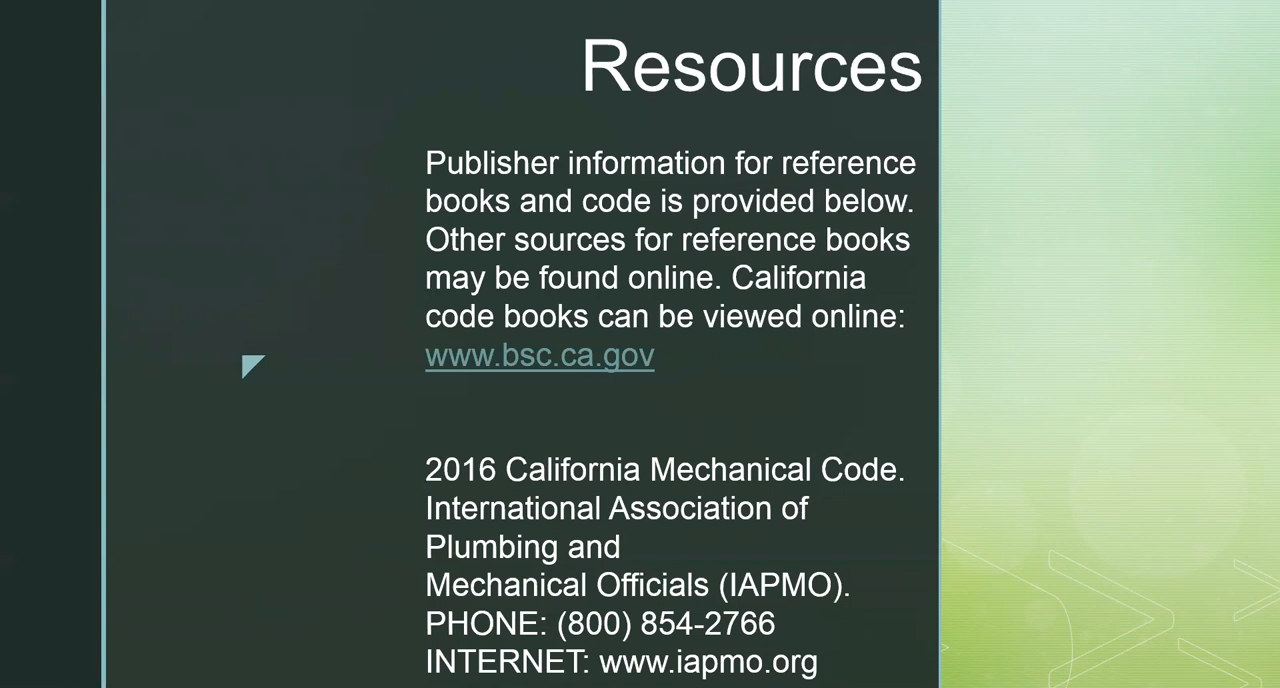 Resources
Publisher information for reference
books and code is provided below.
Other sources for reference books
may be found online. California
code books can be viewed online:
www.bsc.ca.gov
2016 California Mechanical Code.
International Association of
Plumbing and
Mechanical Officials (IAPMO).
PHONE: (800) 854-2766
INTERNET: www.iapmo.org